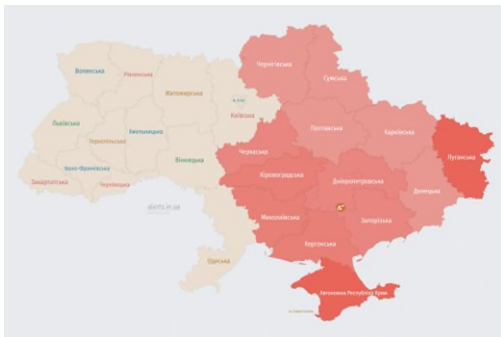 Чернігівська
Сумська
Волинська
Рівненська
Житомирська
Київська
Львівська
Тернопільська
Хмельницька
Вінницька
Івано-Франківська
Закарпатська
Чернівецька
Черкаська
Полтавська
Харківська
Луганська
Кіровоградська
Дніпропетровська
Донецька
alerts.in.ua
Миколаївська
Запорізька
Херсонська
Одеська
Автономна Республіка Крим